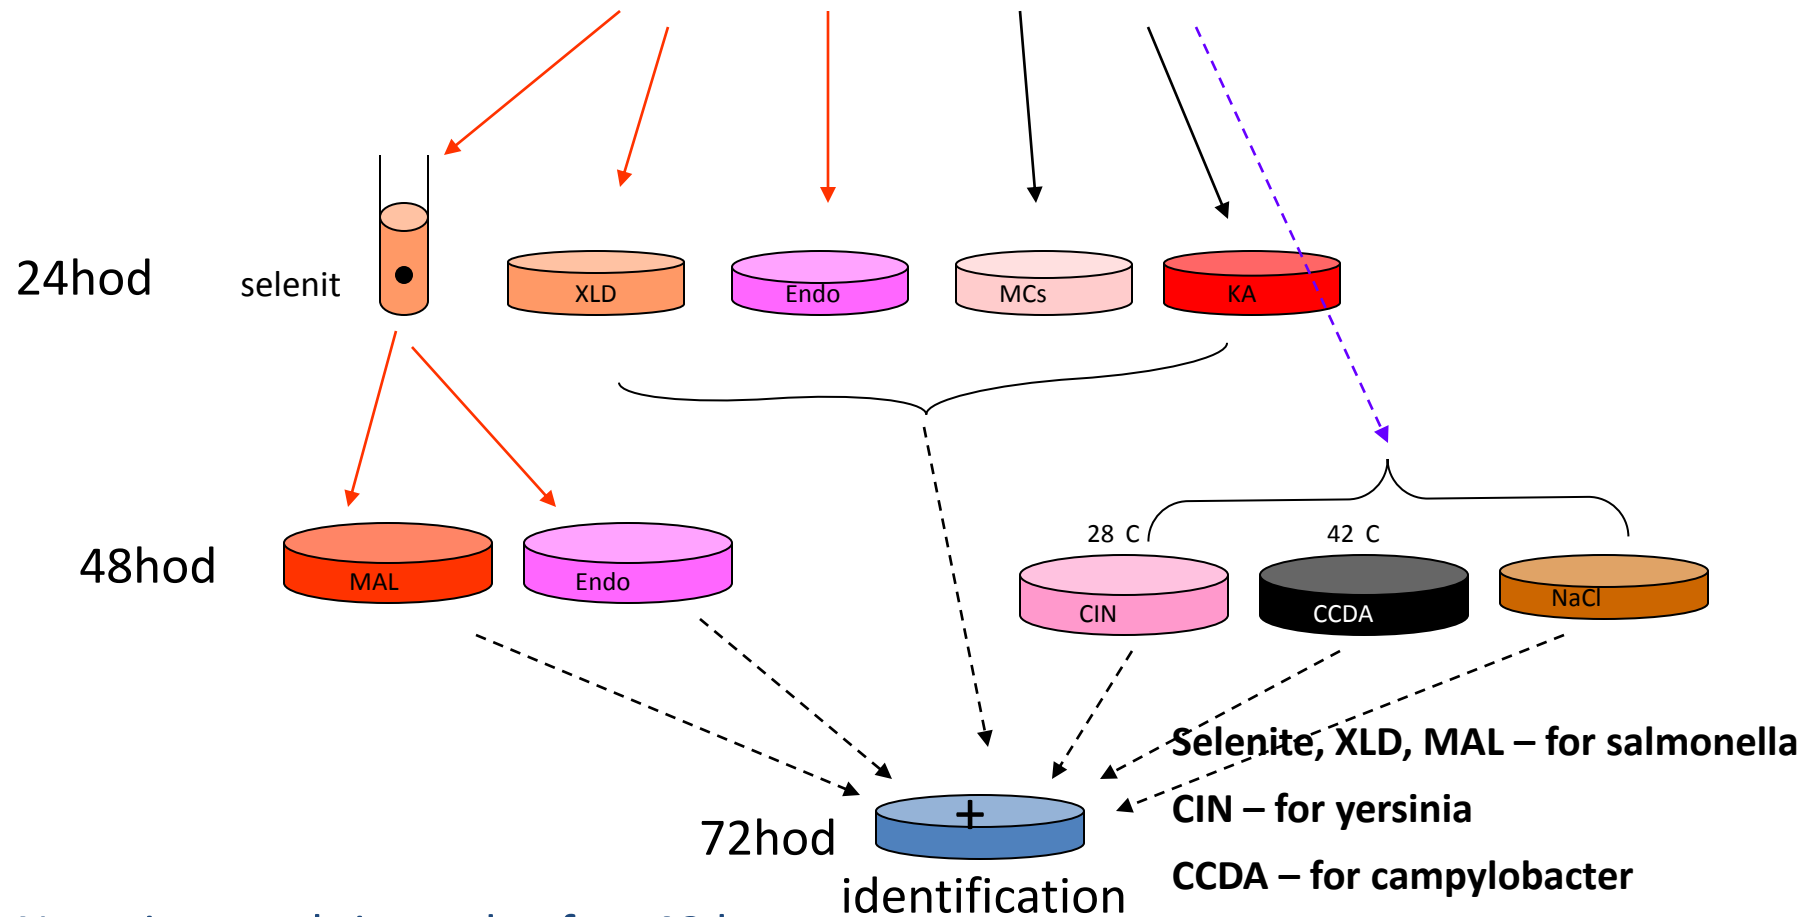 24hod
selenit
XLD
Endo
MCs
KA
48hod
MAL
Endo
28 C
42 C
CIN
CCDA
NaCl
Selenite, XLD, MAL – for salmonella
CIN – for yersinia
CCDA – for campylobacter
72hod
+
identification